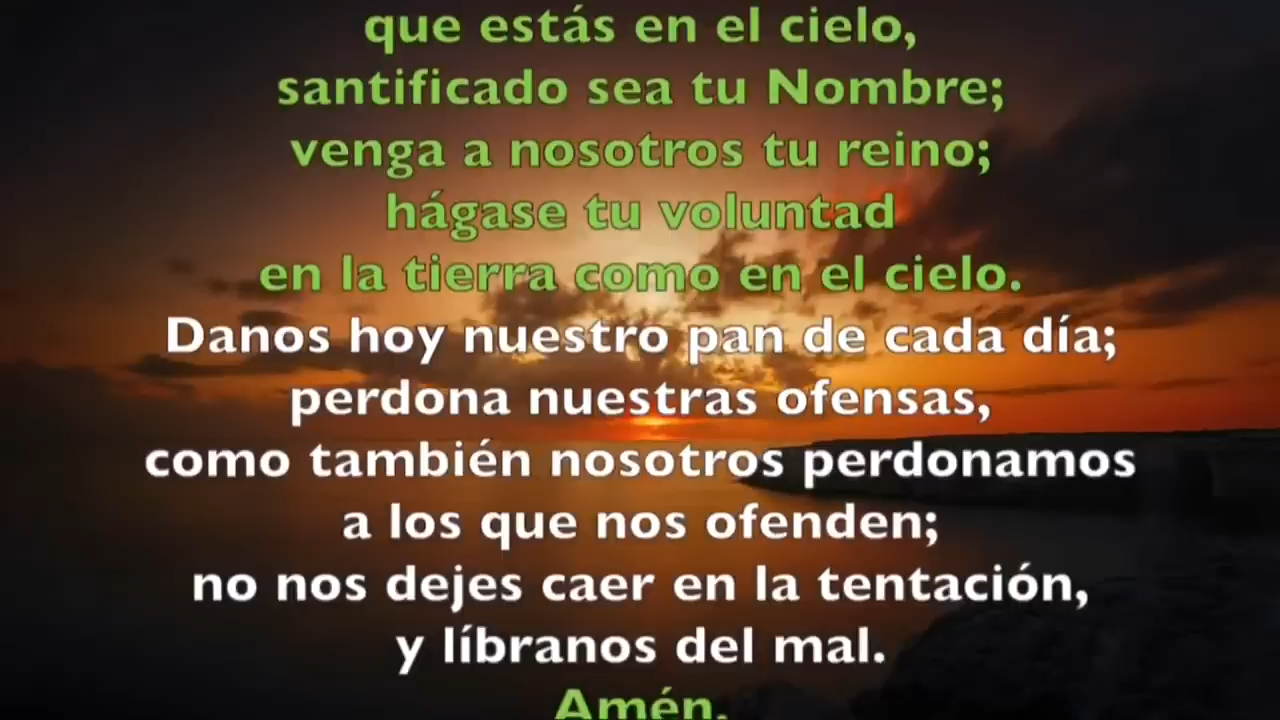 que estás en el cielo,
santificado sea tu Nombre;
venga a nosotros tu reino;
hágase tu voluntad
en la tierra como en el cielo.
Danos hoy nuestro pan de cada día;
perdona nuestras ofensas,
como también nosotros perdonamos
a los que nos ofenden;
no nos dejes caer en la tentación,
y líbranos del mal.
Amén.